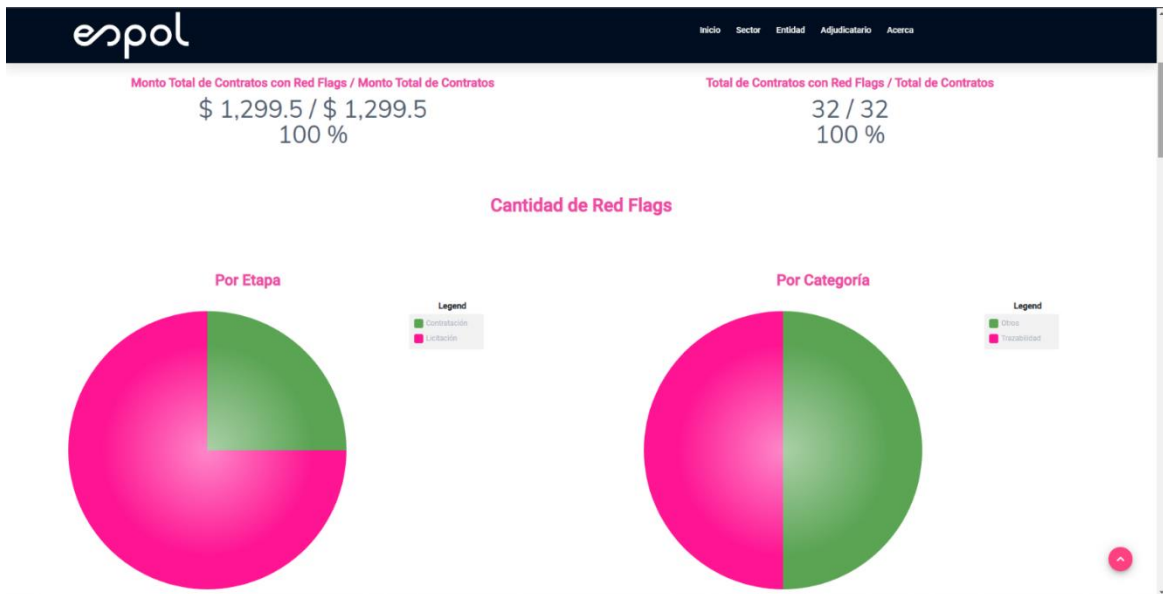 espol
Inicio Sector Entidad Adjudicatario Acerca
Monto Total de Contratos con Red Flags / Monto Total de Contratos
$ 1,299.5 / $ 1,299.5
100 %
Total de Contratos con Red Flags / Total de Contratos
32 / 32
100 %
Cantidad de Red Flags
Por Etapa
Legend
Contratación
Licitación
Por Categoría
Legend
Otros
Trazabilidad